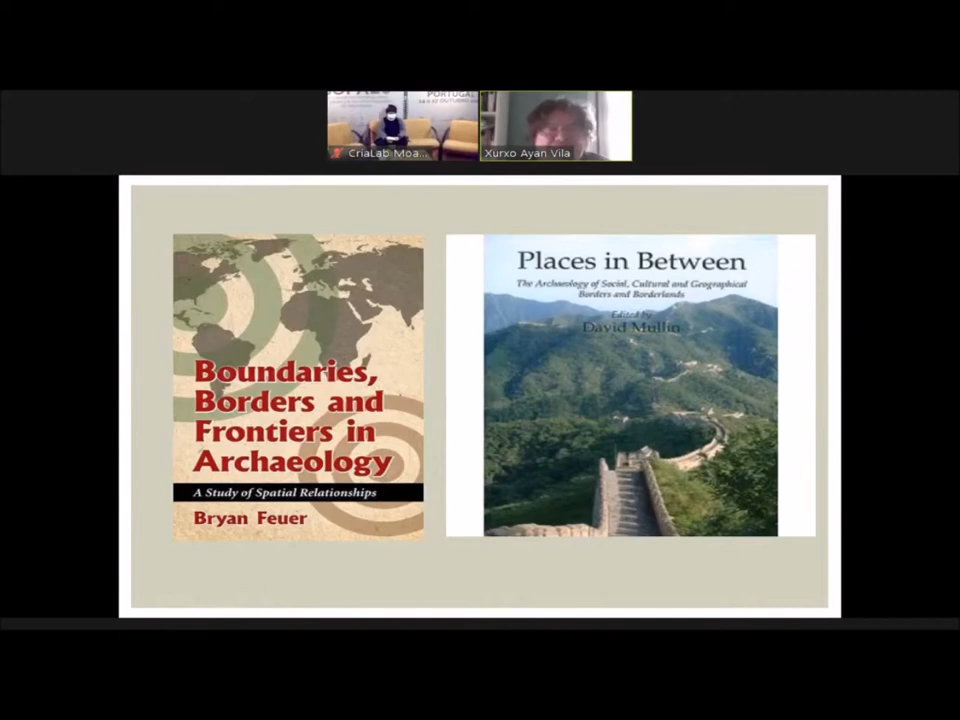 PORTUGAL
CriaLab Moa...
Xurxo Ayan Vila
Boundaries,
Borders and
Frontiers in
Archaeology
A Study of Spatial Relationships
Bryan Feuer
Places in Between
The Archaeology of Social, Cultural and Geographical
Borders and Borderlands
Edited by
David Mullin